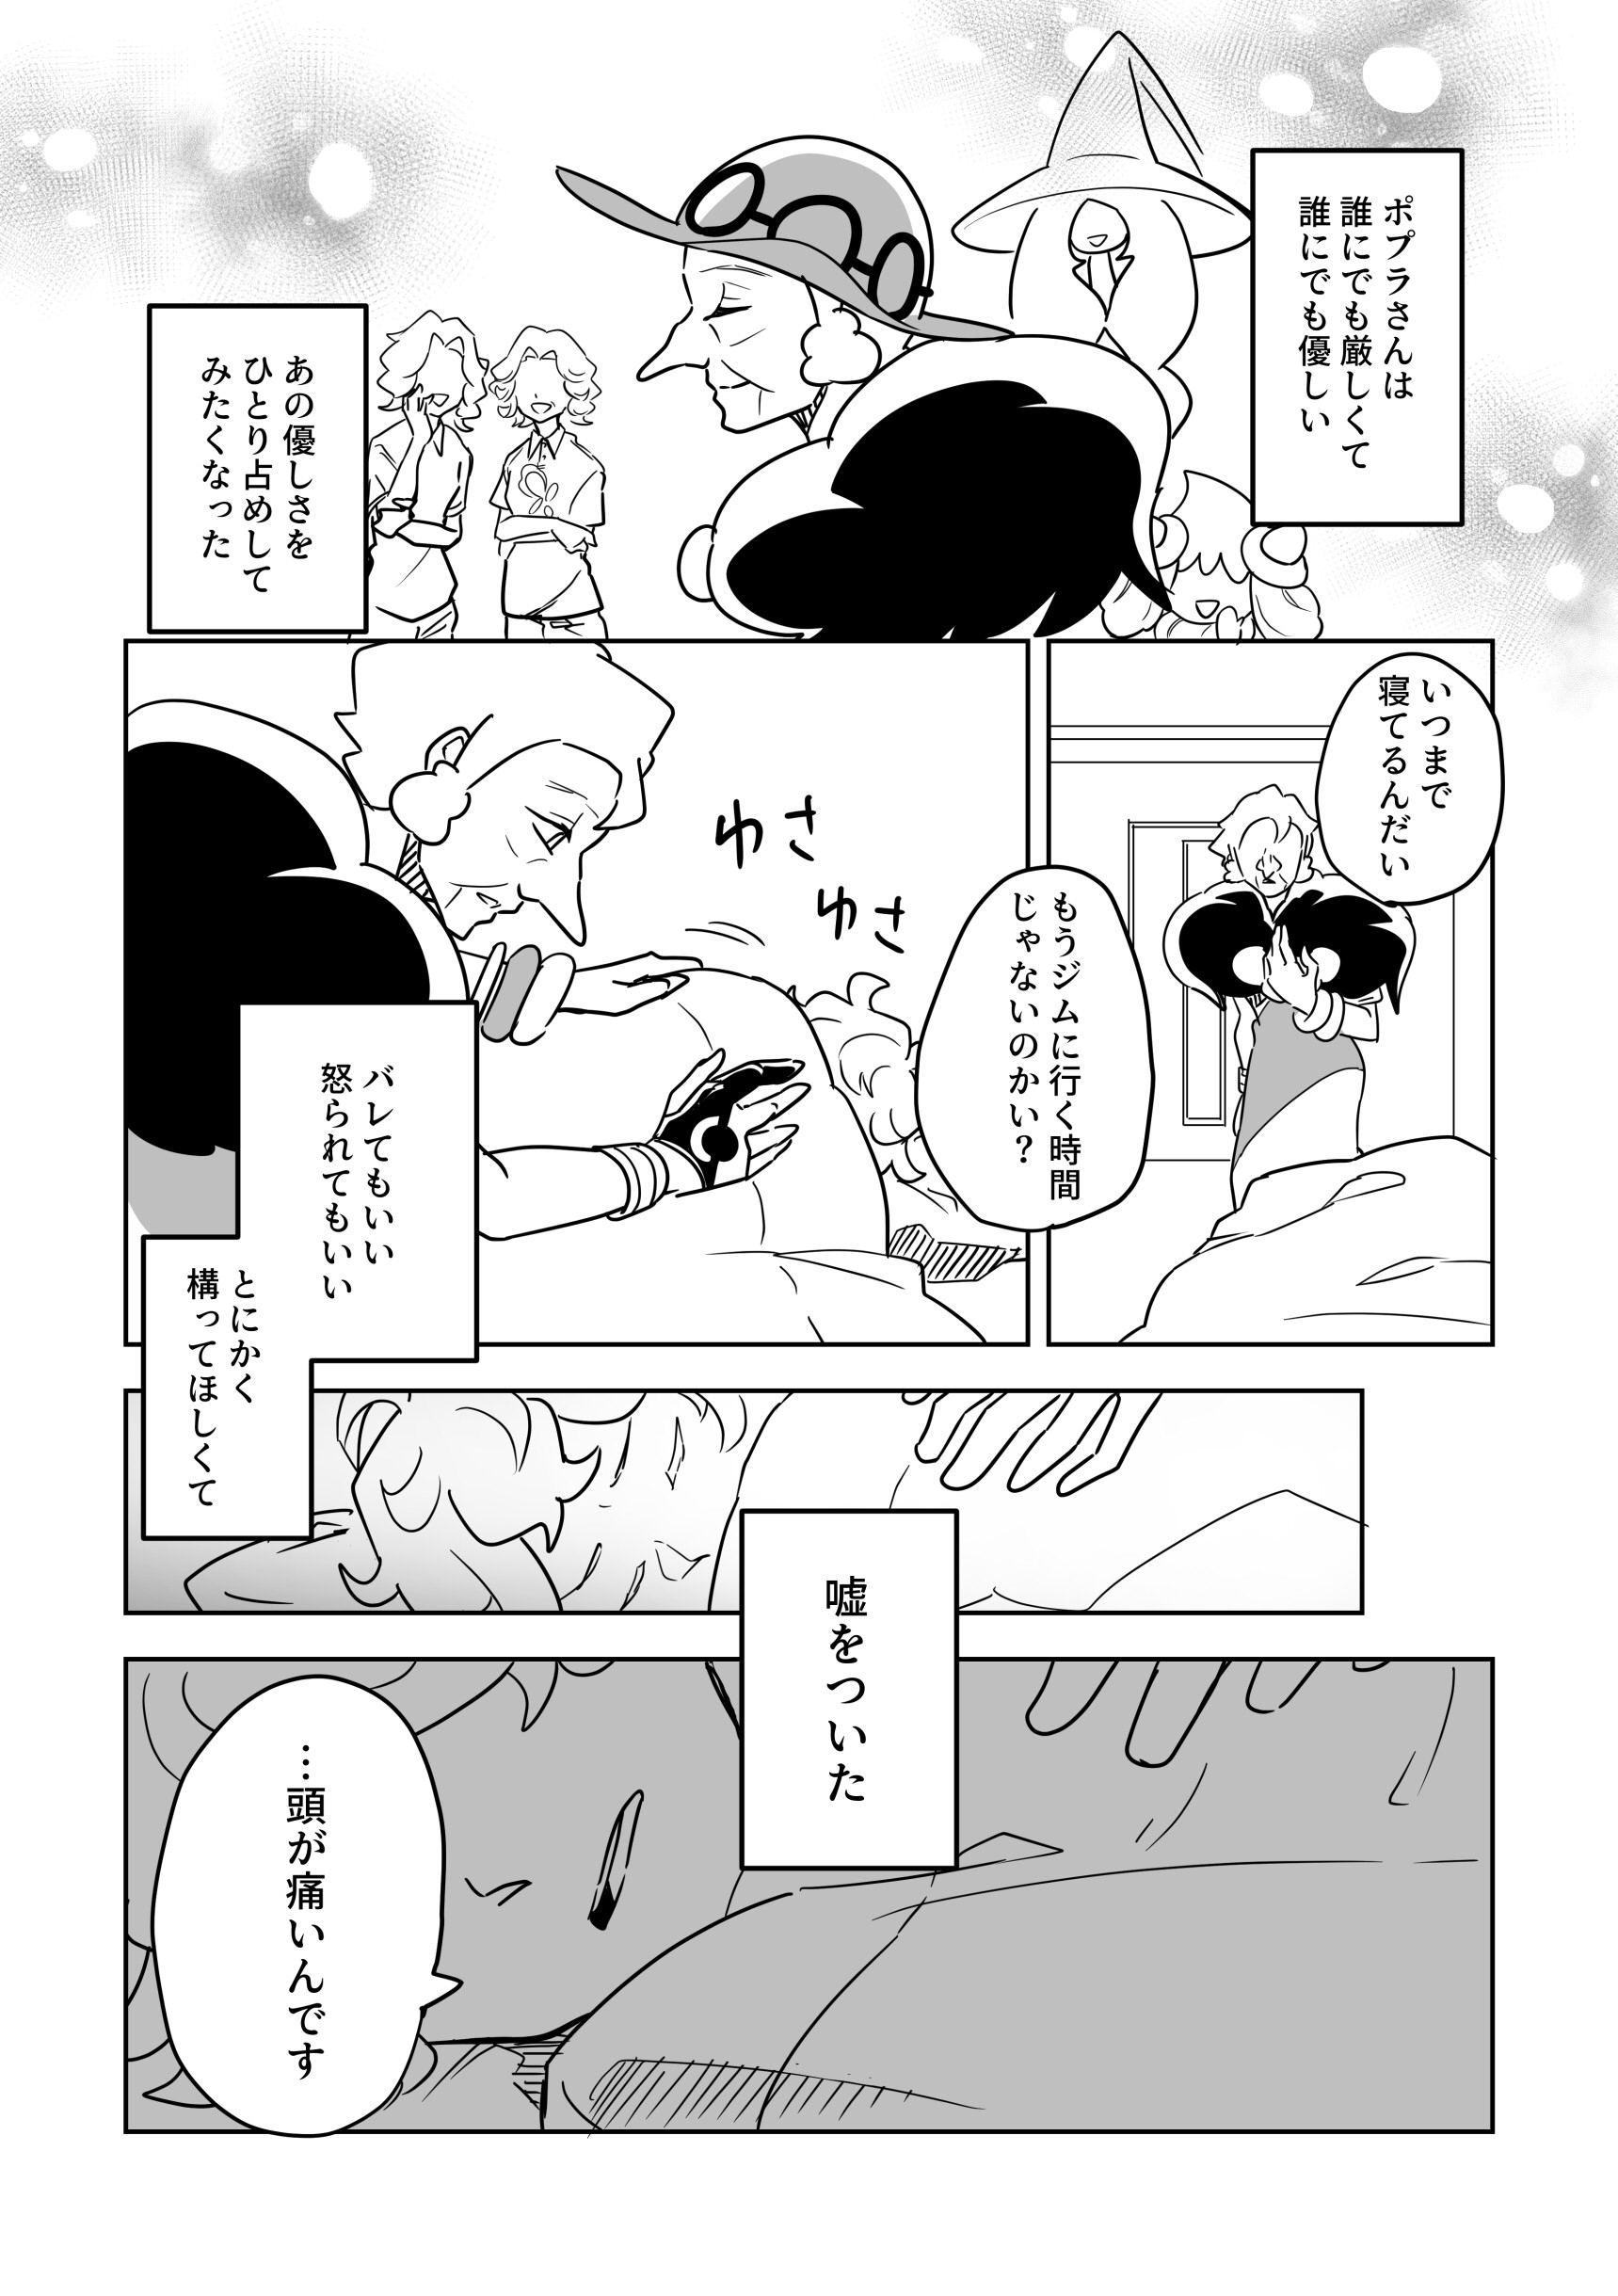 ポプラさんは
誰にでも厳しくて
誰にでも優しい
あの優しさを
ひとり占めして
みたくなった
いつまで
寝てるんだい
もうジムに行く時間
じゃないのかい?
ゆさ
ゆさ
バレてもいい
怒られてもいい
とにかく
構ってほしくて
嘘をついた
…頭が痛いんです